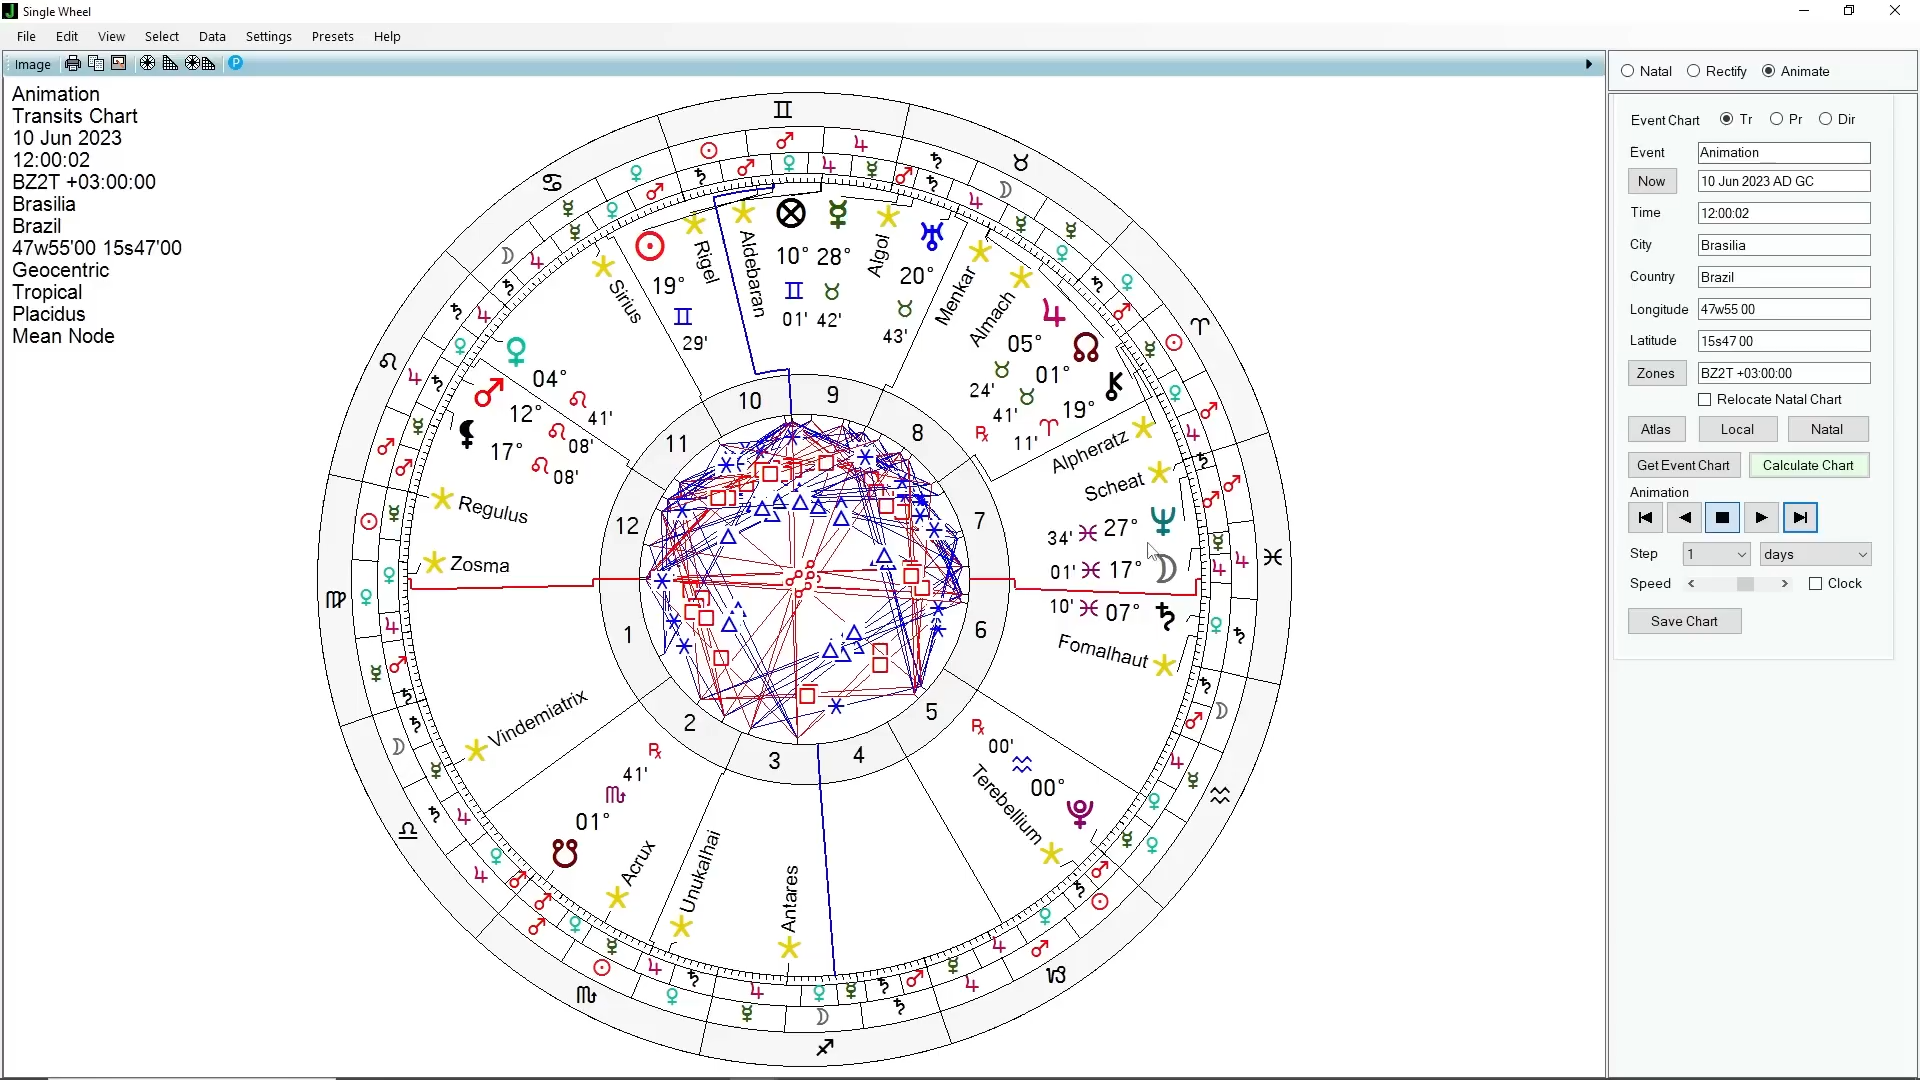 Single Wheel
File Edit View Select Data Settings Presets Help
Image
Animation
Transits Chart
10 Jun 2023
12:00:02
BZ2T +03:00:00
Brasilia
Brazil
47w55'00 15s47'00
Geocentric
Tropical
Placidus
Mean Node
Sirius
19° ♊ 29'
Rigel
Aldebaran
10° ♊ 01'
28° ♉ 42'
Algol
20° ♉ 43'
Menkar
Almach
05° ♉ 24'
01° ♉ 41' ℞
19° ♈ 11'
Alpheratz
Scheat
34' ♓ 27°
01' ♓ 17°
10' ♓ 07°
Fomalhaut
04° ♌ 41'
12° ♌ 08'
17° ♌ 08'
Regulus
Zosma
Vindemiatrix
01° ♏ 41' ℞
Acrux
Unukalhai
Antares
Terebellium
00° ♒ 00' ℞
1
2
3
4
5
6
7
8
9
10
11
12
Natal Rectify Animate
Event Chart Tr Pr Dir
Event Animation
Now 10 Jun 2023 AD GC
Time 12:00:02
City Brasilia
Country Brazil
Longitude 47w55 00
Latitude 15s47 00
Zones BZ2T +03:00:00
Relocate Natal Chart
Atlas Local Natal
Get Event Chart Calculate Chart
Animation
Step 1 days
Speed < > Clock
Save Chart